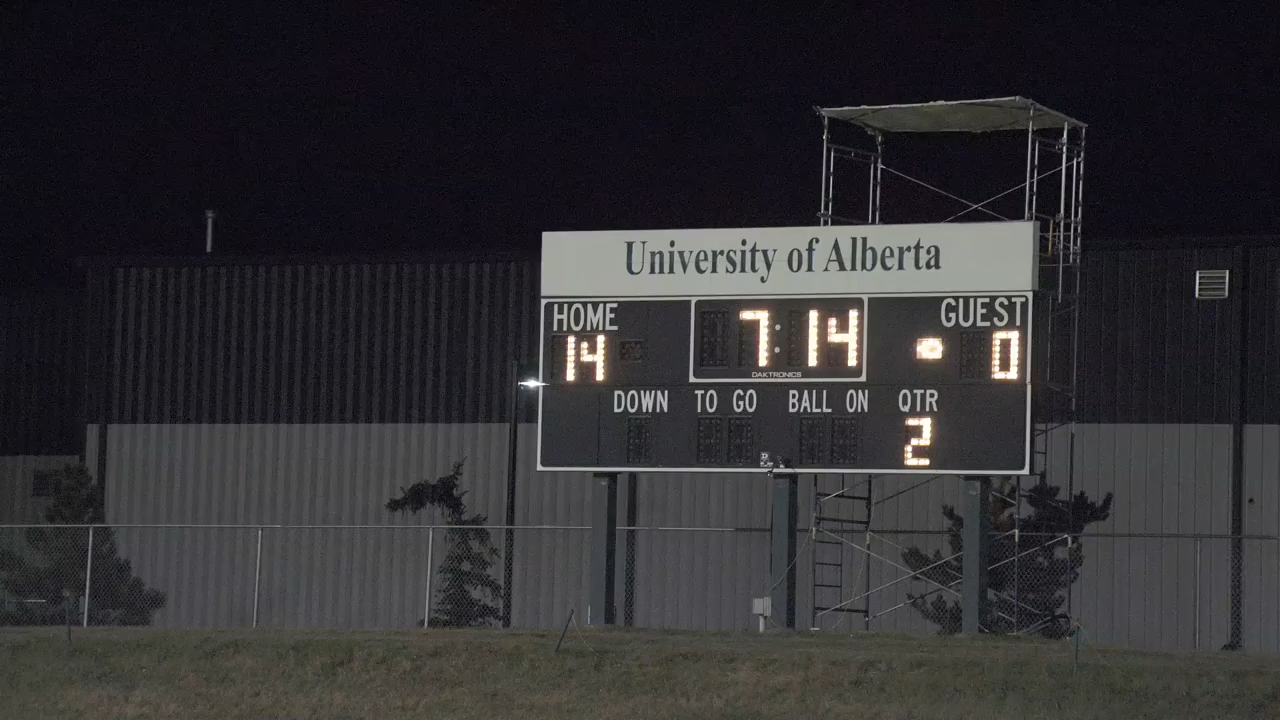 University of Alberta
HOME 7:14 GUEST
14 0
DAKTRONICS
DOWN TO GO BALL ON QTR
2